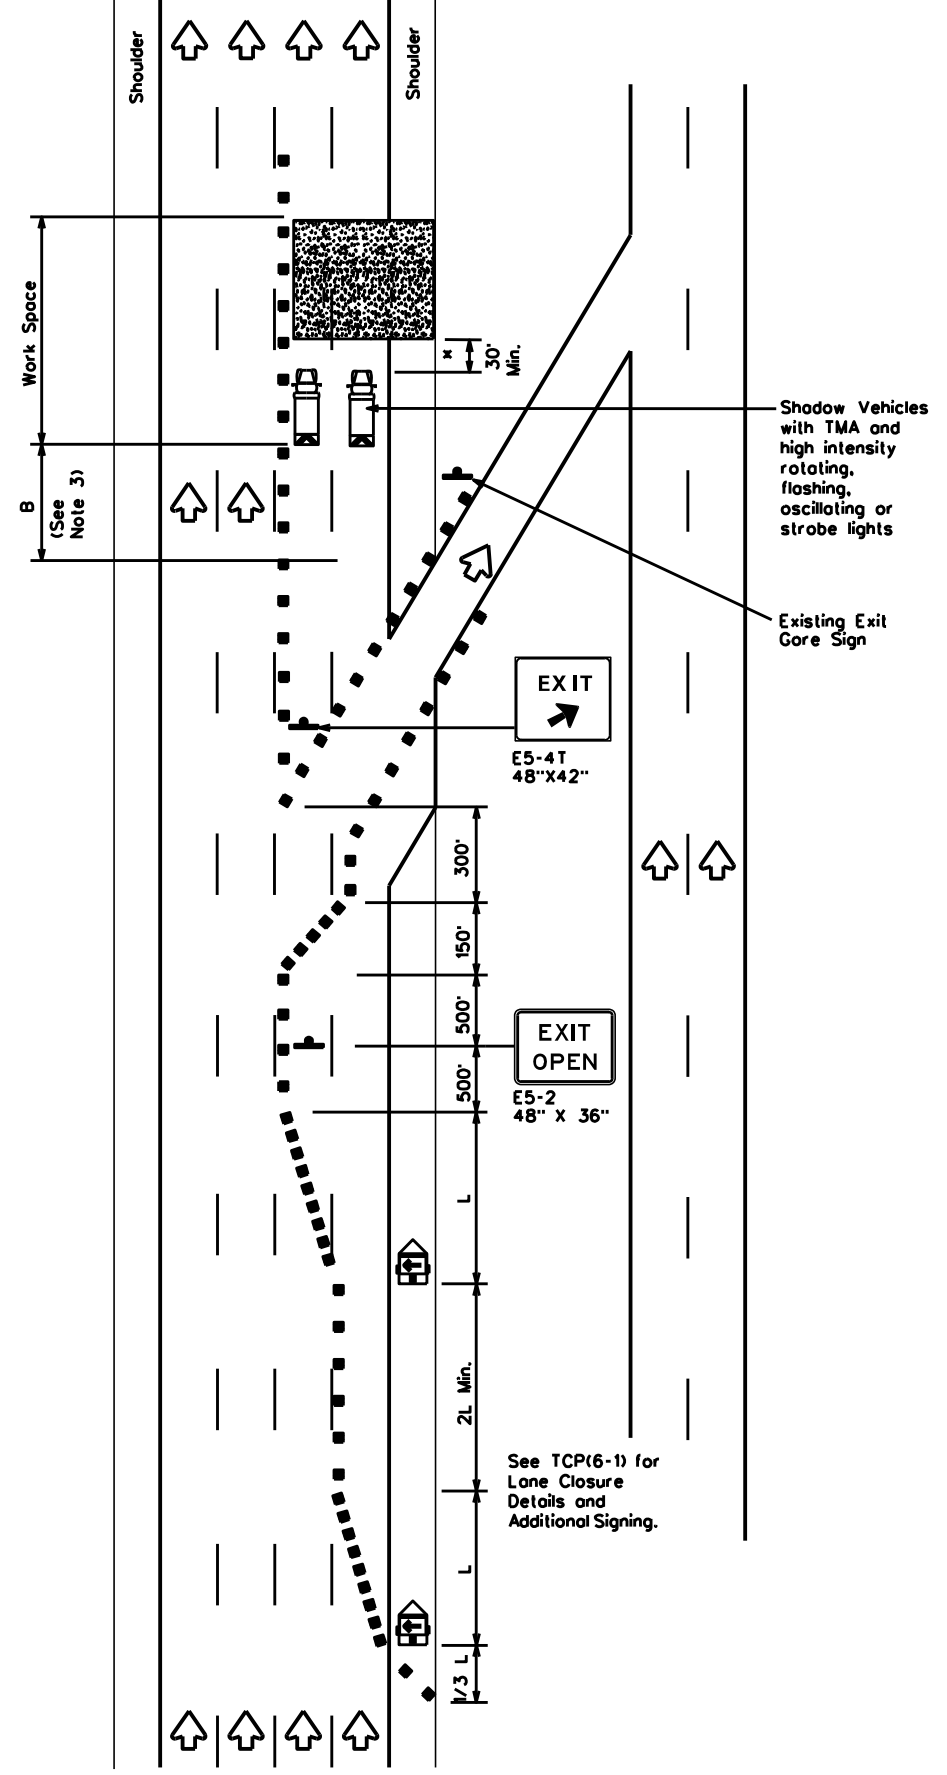 Shoulder
Shoulder
Work Space
x
30'
Min.
Shadow Vehicles
with TMA and
high intensity
rotating,
flashing,
oscillating or
strobe lights
B
(See
Note 3)
Existing Exit
Gore Sign
EXIT
E5-4T
48"X42"
300'
150'
500'
500'
EXIT
OPEN
E5-2
48" X 36"
L
2L Min.
See TCP(6-1) for
Lane Closure
Details and
Additional Signing.
L
1/3 L